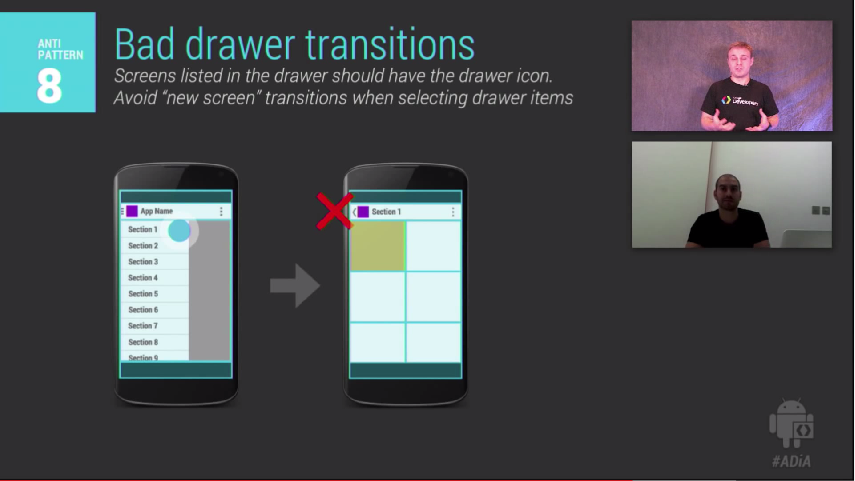 ANTI
PATTERN
8
Bad drawer transitions
Screens listed in the drawer should have the drawer icon.
Avoid “new screen” transitions when selecting drawer items
App Name
Section 1
Section 2
Section 3
Section 4
Section 5
Section 6
Section 7
Section 8
Section 9
Section 1
#ADiA